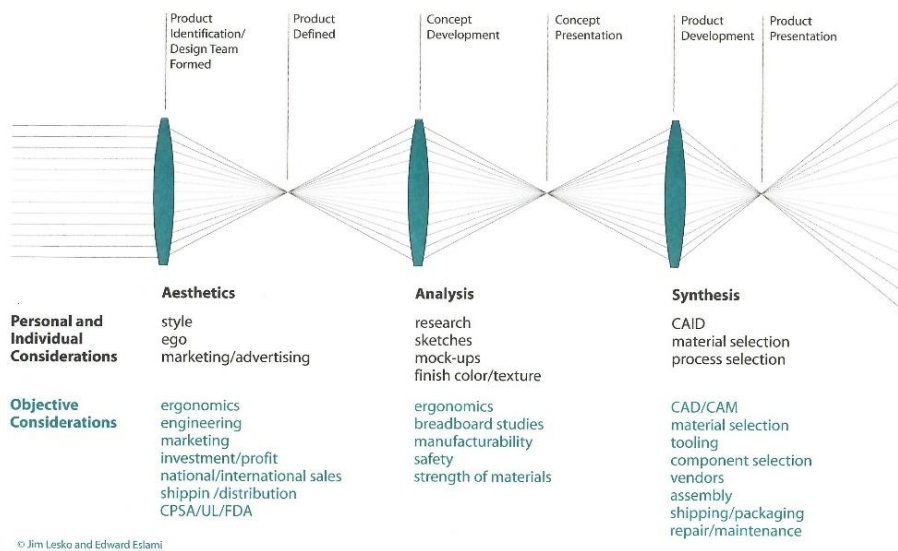 Product
Identification/
Design Team
Formed
Product
Defined
Concept
Development
Concept
Presentation
Product
Development
Product
Presentation
Aesthetics
Analysis
Synthesis
Personal and
Individual
Considerations
style
ego
marketing/advertising
research
sketches
mock-ups
finish color/texture
CAID
material selection
process selection
Objective
Considerations
ergonomics
engineering
marketing
investment/profit
national/international sales
shippin /distribution
CPSA/UL/FDA
ergonomics
breadboard studies
manufacturability
safety
strength of materials
CAD/CAM
material selection
tooling
component selection
vendors
assembly
shipping/packaging
repair/maintenance
© Jim Lesko and Edward Eslami